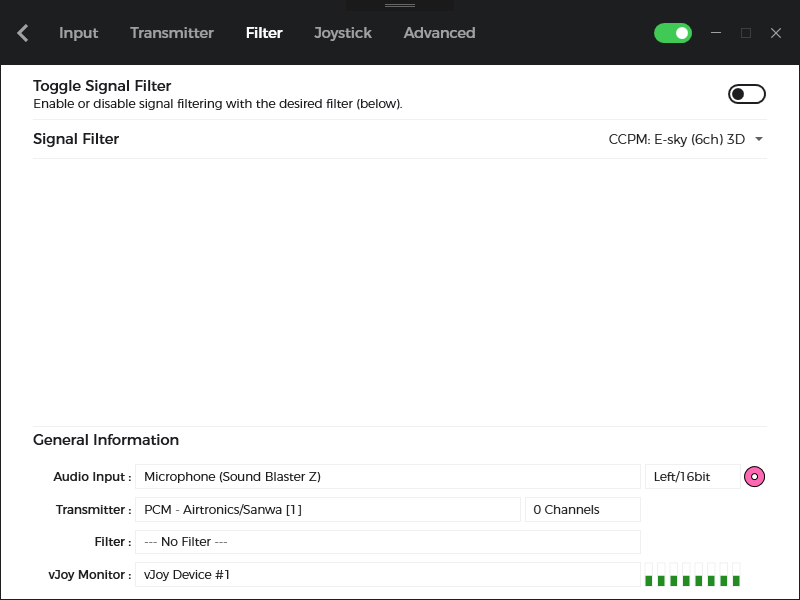 Input Transmitter Filter Joystick Advanced
Toggle Signal Filter
Enable or disable signal filtering with the desired filter (below).
Signal Filter CCPM: E-sky (6ch) 3D
General Information
Audio Input : Microphone (Sound Blaster Z) Left/16bit
Transmitter : PCM - Airtronics/Sanwa [1] 0 Channels
Filter : --- No Filter ---
vJoy Monitor : vJoy Device #1